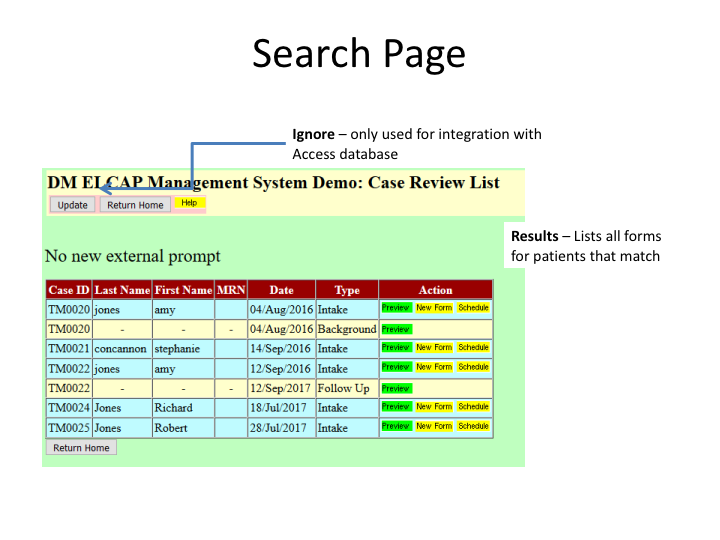 Search Page
Ignore – only used for integration with
Access database
DM ELCAP Management System Demo: Case Review List
Update Return Home Help
Results – Lists all forms
for patients that match
No new external prompt
Case ID Last Name First Name MRN Date Type Action
TM0020 jones amy 04/Aug/2016 Intake Preview New Form Schedule
TM0020 - - - 04/Aug/2016 Background Preview
TM0021 concannon stephanie 14/Sep/2016 Intake Preview New Form Schedule
TM0022 jones amy 12/Sep/2016 Intake Preview New Form Schedule
TM0022 - - - 12/Sep/2017 Follow Up Preview
TM0024 Jones Richard 18/Jul/2017 Intake Preview New Form Schedule
TM0025 Jones Robert 28/Jul/2017 Intake Preview New Form Schedule
Return Home